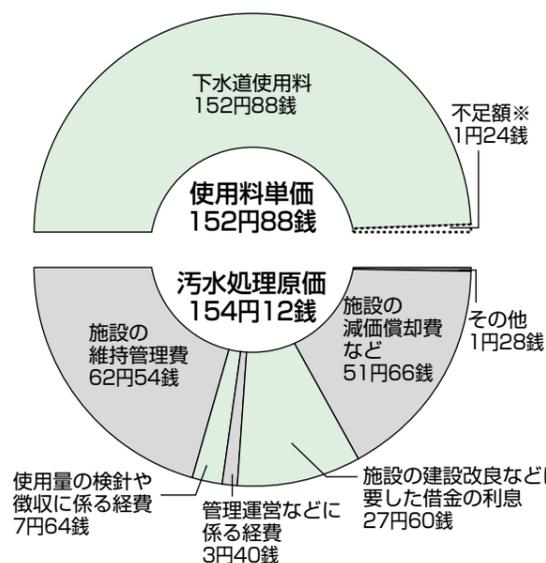 下水道使用料
152円88銭
不足額※
1円24銭
使用料単価
152円88銭
汚水処理原価
154円12銭
施設の
維持管理費
62円54銭
使用量の検針や
徴収に係る経費
7円64銭
管理運営などに
係る経費
3円40銭
施設の建設改良などに
要した借金の利息
27円60銭
施設の
減価償却費
など
51円66銭
その他
1円28銭